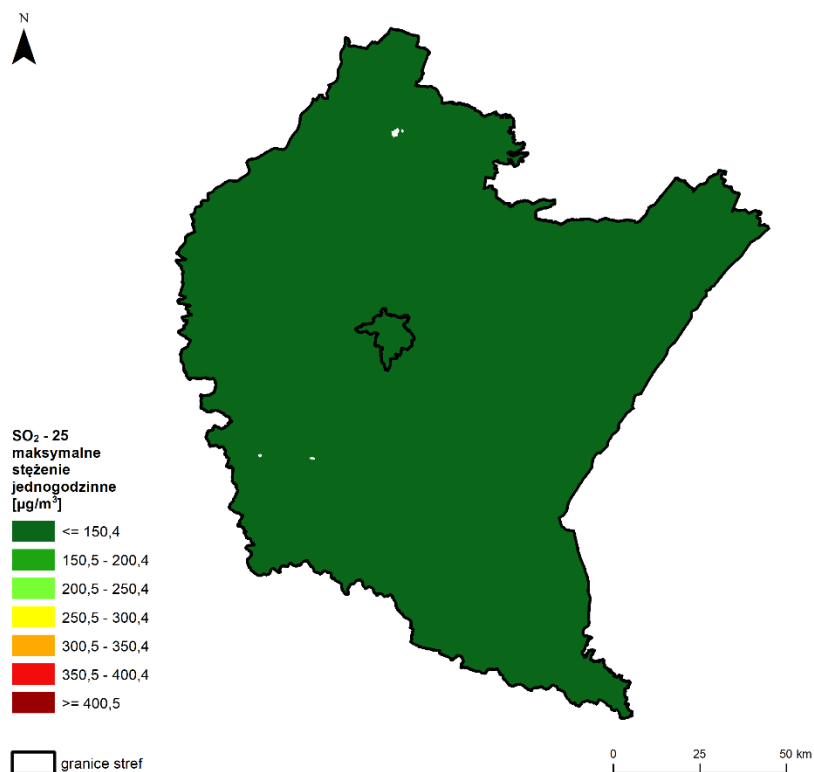 N
SO₂ - 25
maksymalne
stężenie
jednogodzinne
[µg/m³]
<= 150,4
150,5 - 200,4
200,5 - 250,4
250,5 - 300,4
300,5 - 350,4
350,5 - 400,4
>= 400,5
granice stref
0 25 50 km